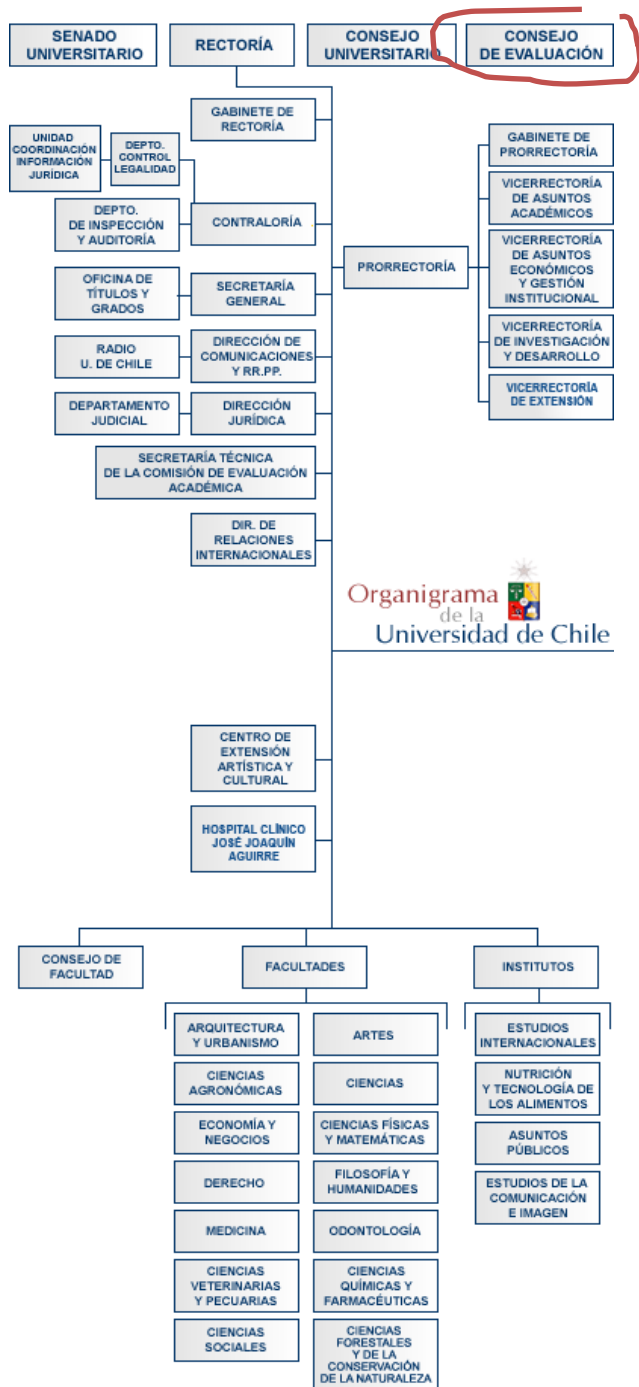 SENADO
UNIVERSITARIO
RECTORÍA
CONSEJO
UNIVERSITARIO
CONSEJO
DE EVALUACIÓN
GABINETE DE
RECTORÍA
UNIDAD
COORDINACIÓN
INFORMACIÓN
JURÍDICA
DEPTO.
CONTROL
LEGALIDAD
DEPTO.
DE INSPECCIÓN
Y AUDITORÍA
CONTRALORÍA
OFICINA DE
TÍTULOS Y
GRADOS
SECRETARÍA
GENERAL
RADIO
U. DE CHILE
DIRECCIÓN DE
COMUNICACIONES
Y RR.PP.
DEPARTAMENTO
JUDICIAL
DIRECCIÓN
JURÍDICA
SECRETARÍA TÉCNICA
DE LA COMISIÓN DE EVALUACIÓN
ACADÉMICA
DIR. DE
RELACIONES
INTERNACIONALES
PRORRECTORÍA
GABINETE DE
PRORRECTORÍA
VICERRECTORÍA
DE ASUNTOS
ACADÉMICOS
VICERRECTORÍA
DE ASUNTOS
ECONÓMICOS
Y GESTIÓN
INSTITUCIONAL
VICERRECTORÍA
DE INVESTIGACIÓN
Y DESARROLLO
VICERRECTORÍA
DE EXTENSIÓN
Organigrama
de la
Universidad de Chile
CENTRO DE
EXTENSIÓN
ARTÍSTICA Y
CULTURAL
HOSPITAL CLÍNICO
JOSÉ JOAQUÍN
AGUIRRE
CONSEJO DE
FACULTAD
FACULTADES
INSTITUTOS
ARQUITECTURA
Y URBANISMO
ARTES
CIENCIAS
AGRONÓMICAS
CIENCIAS
ECONOMÍA Y
NEGOCIOS
CIENCIAS FÍSICAS
Y MATEMÁTICAS
DERECHO
FILOSOFÍA Y
HUMANIDADES
MEDICINA
ODONTOLOGÍA
CIENCIAS
VETERINARIAS
Y PECUARIAS
CIENCIAS
QUÍMICAS Y
FARMACÉUTICAS
CIENCIAS
SOCIALES
CIENCIAS
FORESTALES
Y DE LA
CONSERVACIÓN
DE LA NATURALEZA
ESTUDIOS
INTERNACIONALES
NUTRICIÓN
Y TECNOLOGÍA DE
LOS ALIMENTOS
ASUNTOS
PÚBLICOS
ESTUDIOS DE LA
COMUNICACIÓN
E IMAGEN